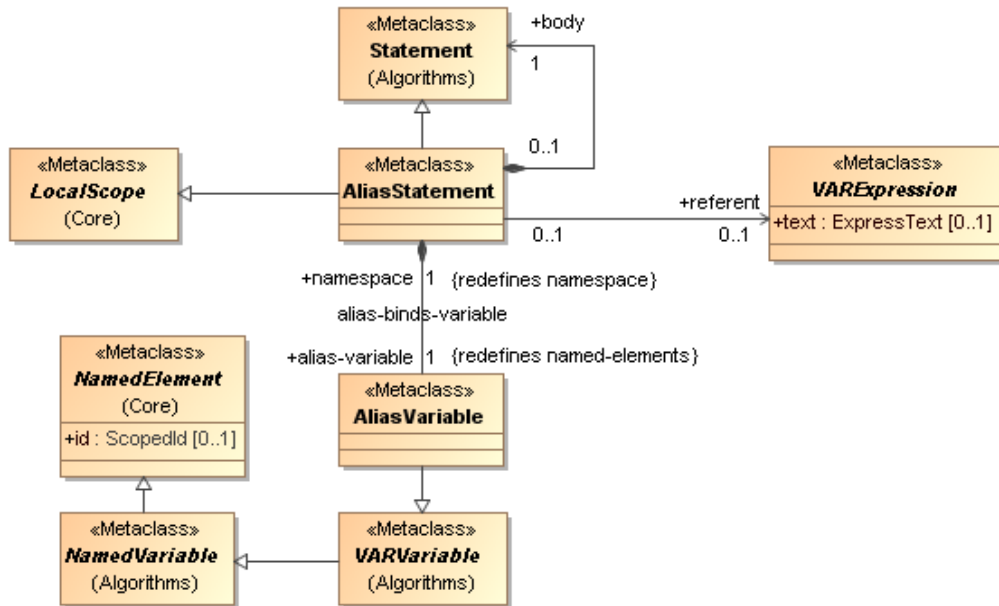 «Metaclass»
Statement
(Algorithms)
+body
1
0..1
«Metaclass»
LocalScope
(Core)
«Metaclass»
AliasStatement
«Metaclass»
VARExpression
+text : ExpressText [0..1]
+referent
0..1
0..1
+namespace 1 {redefines namespace}
alias-binds-variable
+alias-variable 1 {redefines named-elements}
«Metaclass»
NamedElement
(Core)
+id : ScopedId [0..1]
«Metaclass»
AliasVariable
«Metaclass»
NamedVariable
(Algorithms)
«Metaclass»
VARVariable
(Algorithms)